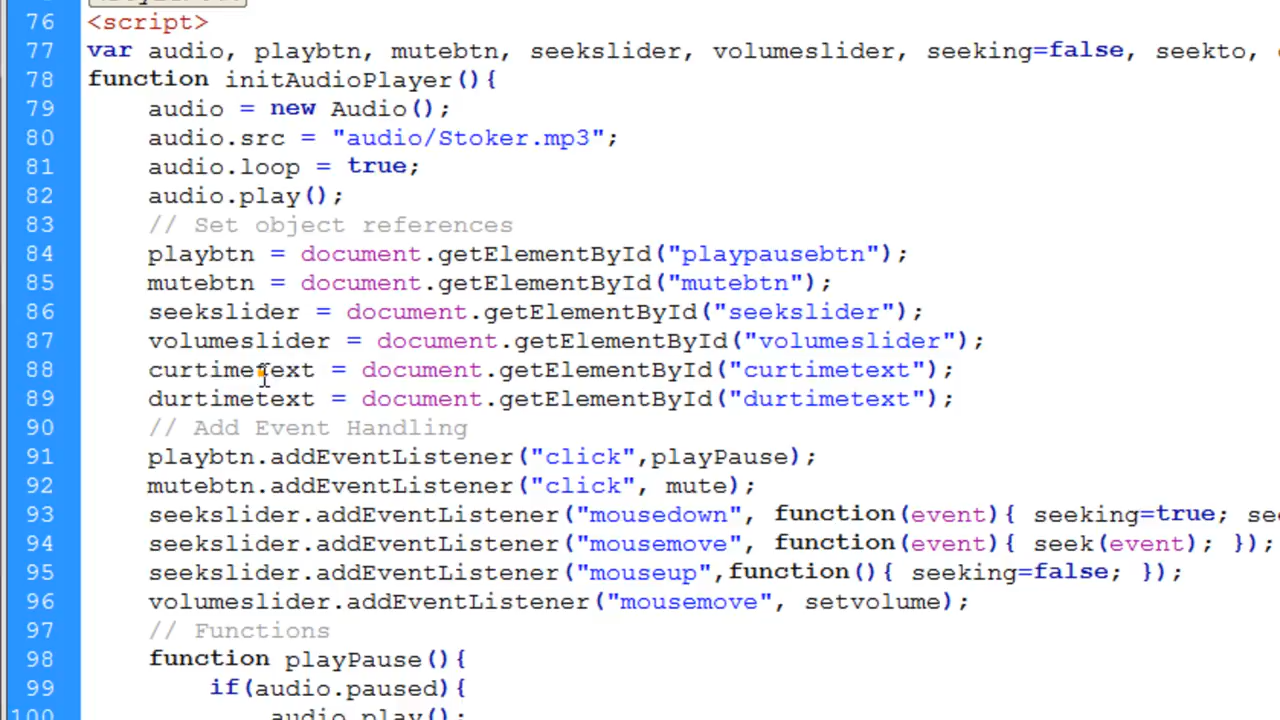 76 <script>
77 var audio, playbtn, mutebtn, seekslider, volumeslider, seeking=false, seekto,
78 function initAudioPlayer(){
79 audio = new Audio();
80 audio.src = "audio/Stoker.mp3";
81 audio.loop = true;
82 audio.play();
83 // Set object references
84 playbtn = document.getElementById("playpausebtn");
85 mutebtn = document.getElementById("mutebtn");
86 seekslider = document.getElementById("seekslider");
87 volumeslider = document.getElementById("volumeslider");
88 curtimetext = document.getElementById("curtimetext");
89 durtimetext = document.getElementById("durtimetext");
90 // Add Event Handling
91 playbtn.addEventListener("click",playPause);
92 mutebtn.addEventListener("click", mute);
93 seekslider.addEventListener("mousedown", function(event){ seeking=true;
94 seekslider.addEventListener("mousemove", function(event){ seek(event); });
95 seekslider.addEventListener("mouseup",function(){ seeking=false; });
96 volumeslider.addEventListener("mousemove", setvolume);
97 // Functions
98 function playPause(){
99 if(audio.paused){
100 audio.play();